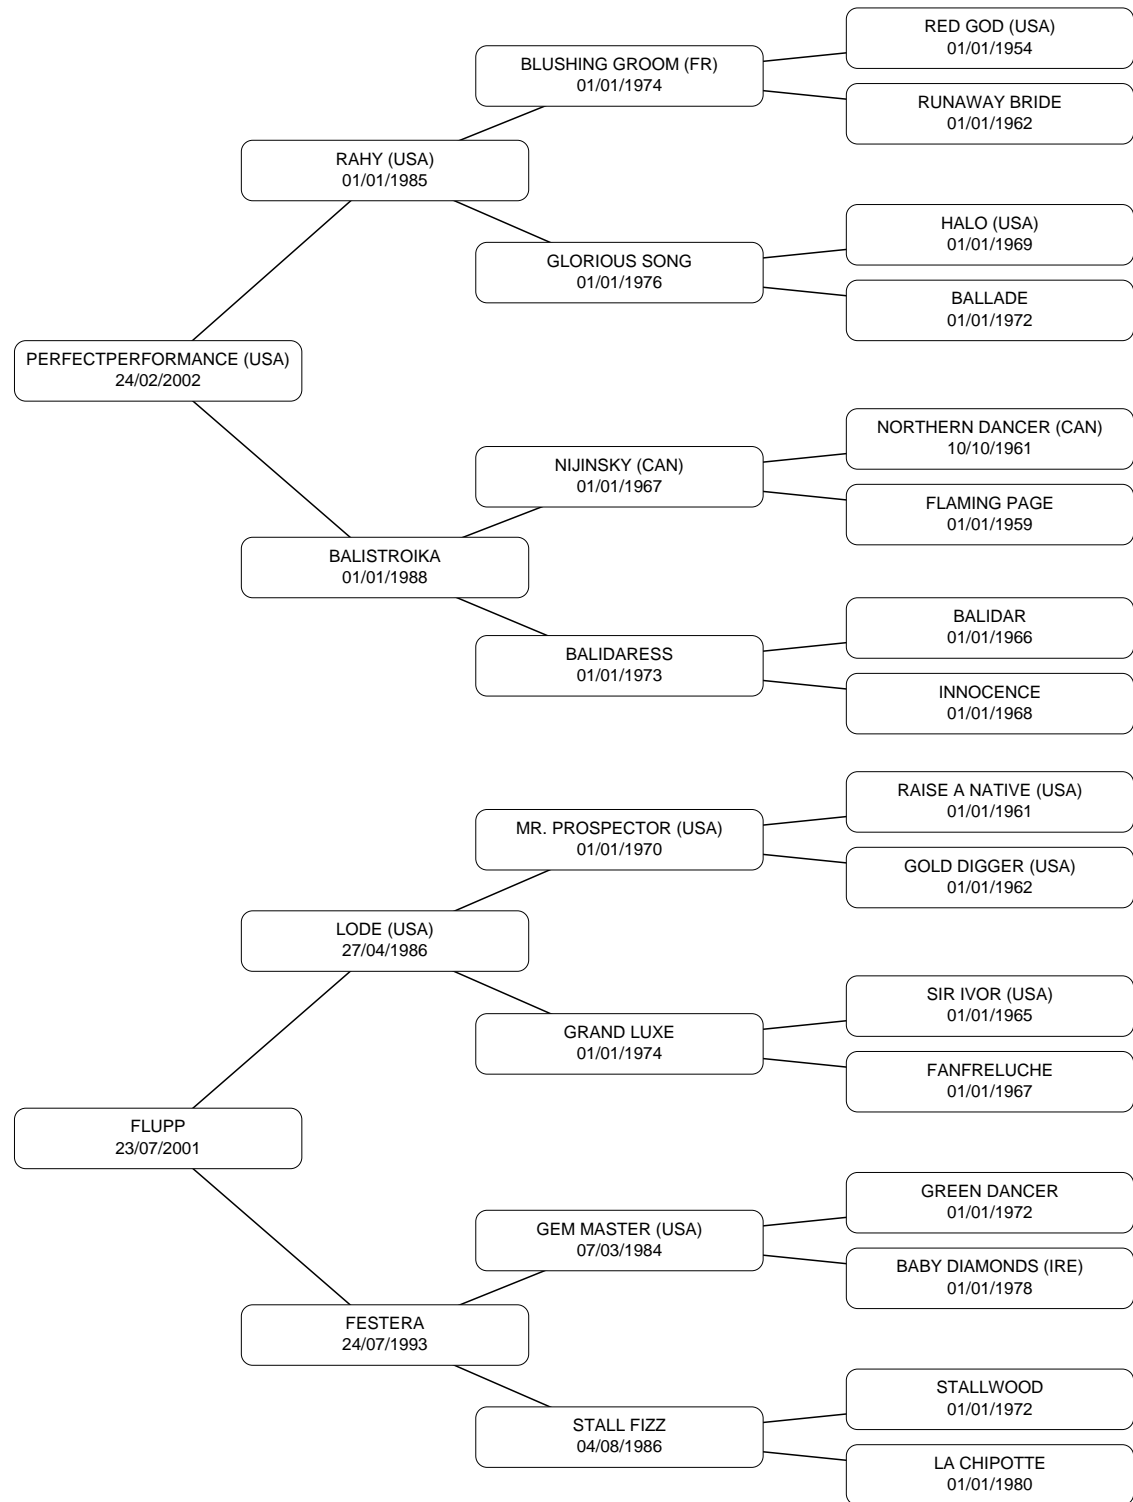 RED GOD (USA)
01/01/1954
BLUSHING GROOM (FR)
01/01/1974
RUNAWAY BRIDE
01/01/1962
RAHY (USA)
01/01/1985
HALO (USA)
01/01/1969
GLORIOUS SONG
01/01/1976
BALLADE
01/01/1972
PERFECTPERFORMANCE (USA)
24/02/2002
NORTHERN DANCER (CAN)
10/10/1961
NIJINSKY (CAN)
01/01/1967
FLAMING PAGE
01/01/1959
BALISTROIKA
01/01/1988
BALIDAR
01/01/1966
BALIDARESS
01/01/1973
INNOCENCE
01/01/1968
RAISE A NATIVE (USA)
01/01/1961
MR. PROSPECTOR (USA)
01/01/1970
GOLD DIGGER (USA)
01/01/1962
LODE (USA)
27/04/1986
SIR IVOR (USA)
01/01/1965
GRAND LUXE
01/01/1974
FANFRELUCHE
01/01/1967
FLUPP
23/07/2001
GREEN DANCER
01/01/1972
GEM MASTER (USA)
07/03/1984
BABY DIAMONDS (IRE)
01/01/1978
FESTERA
24/07/1993
STALLWOOD
01/01/1972
STALL FIZZ
04/08/1986
LA CHIPOTTE
01/01/1980